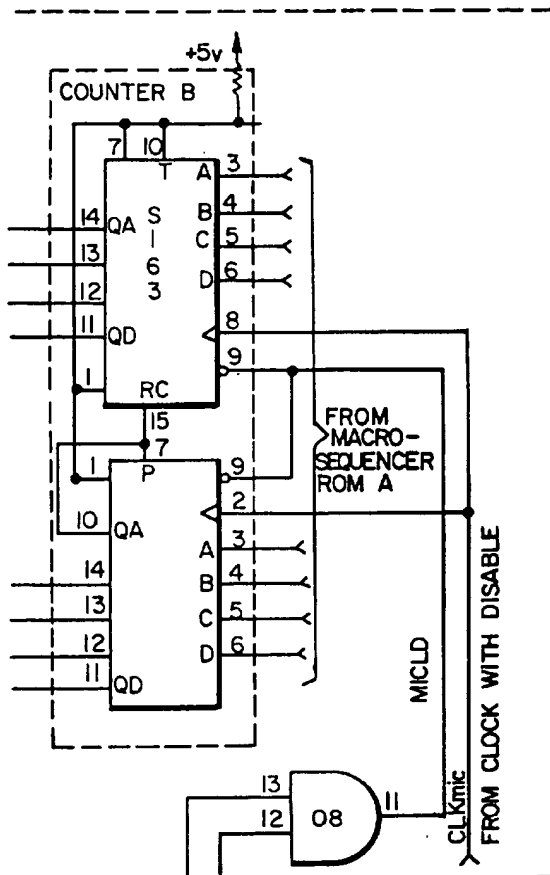 +5v
COUNTER B
7 10 T
A 3
B 4
C 5
D 6
14 QA
13
12
11 QD
S163
8
9
1
RC
15
7
P
1
10 QA
9
2
A 3
B 4
C 5
D 6
14
13
12
11 QD
FROM
MACRO-
SEQUENCER
ROM A
MICLD
CLKmic
FROM CLOCK WITH DISABLE
13
12
08
11